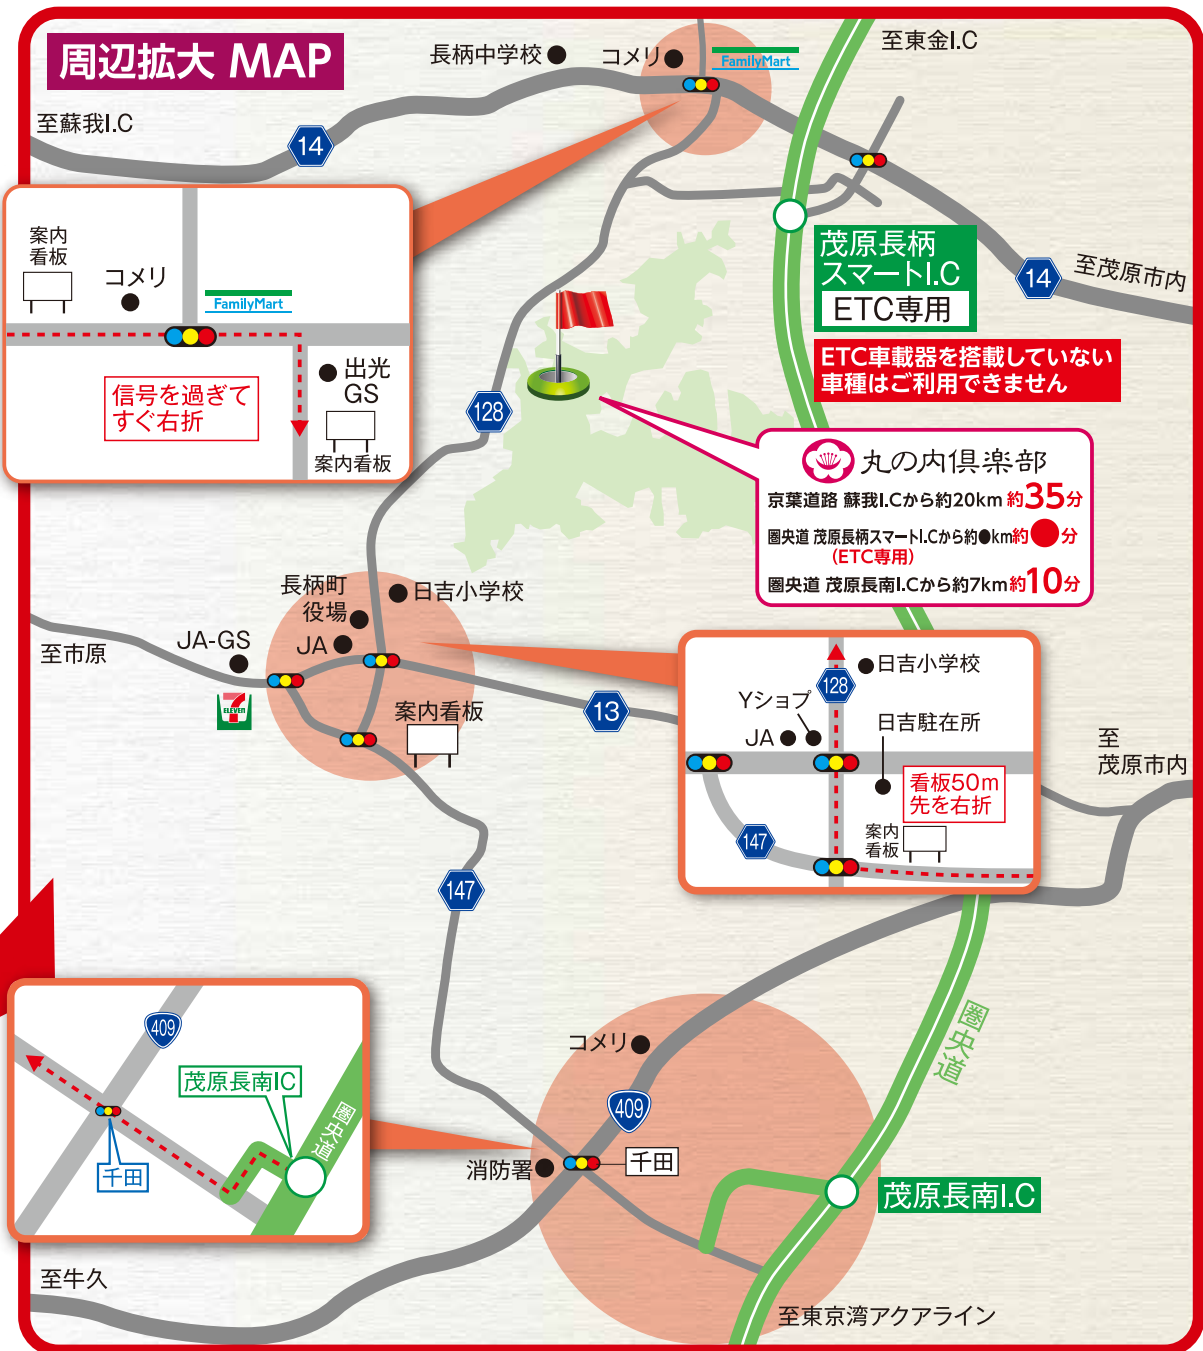 周辺拡大 MAP
長柄中学校
コメリ
FamilyMart
至東金I.C
至蘇我I.C
14
案内
看板
コメリ
FamilyMart
信号を過ぎて
すぐ右折
出光
GS
案内看板
茂原長柄
スマートI.C
ETC専用
14
至茂原市内
ETC車載器を搭載していない
車種はご利用できません
128
丸の内倶楽部
京葉道路 蘇我I.Cから約20km 約35分
圏央道 茂原長柄スマートI.Cから約●km約●分
(ETC専用)
圏央道 茂原長南I.Cから約7km約10分
長柄町
役場
日吉小学校
JA
JA-GS
至市原
7
ELEVEN
案内看板
13
128
日吉小学校
Yショプ
JA
日吉駐在所
看板50m
先を右折
147
案内
看板
至
茂原市内
147
409
茂原長南IC
圏央道
千田
コメリ
409
消防署
千田
圏央道
茂原長南I.C
至牛久
至東京湾アクアライン